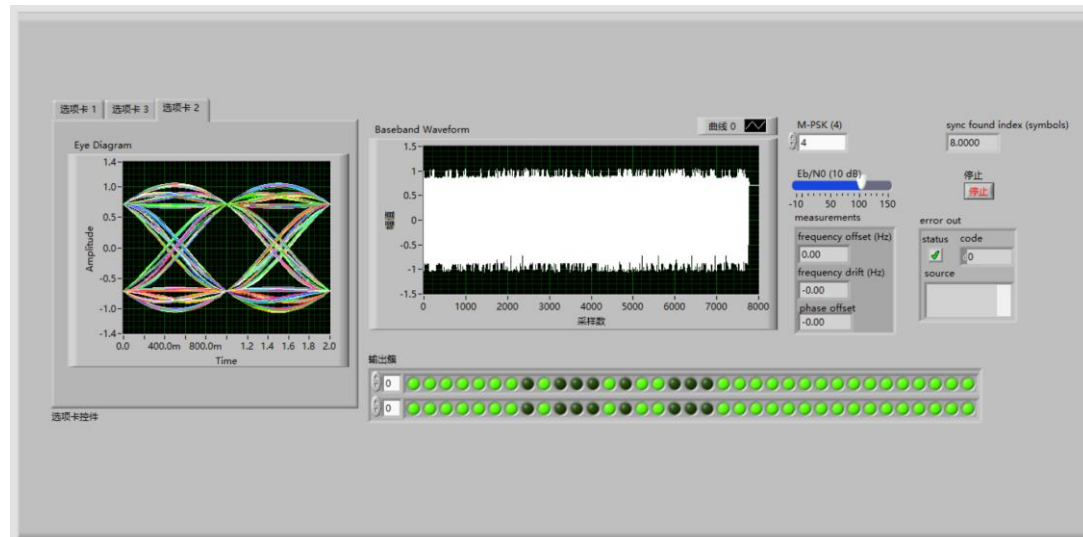 选项卡 1 选项卡 3 选项卡 2
Eye Diagram
1.4
1.0
0.5
0.0
-0.5
-1.0
-1.4
Amplitude
0.0 400.0m 800.0m 1.2 1.4 1.6 1.8 2.0
Time
选项卡控件
Baseband Waveform
曲线 0
1.5
1
0.5
0
-0.5
-1
-1.5
幅值
0 1000 2000 3000 4000 5000 6000 7000 8000
采样数
M-PSK (4)
4
Eb/N0 (10 dB)
-10 50 100 150
measurements
frequency offset (Hz)
0.00
frequency drift (Hz)
-0.00
phase offset
-0.00
sync found index (symbols)
8.0000
停止
停止
error out
status code
0
source
输出簇
0
0